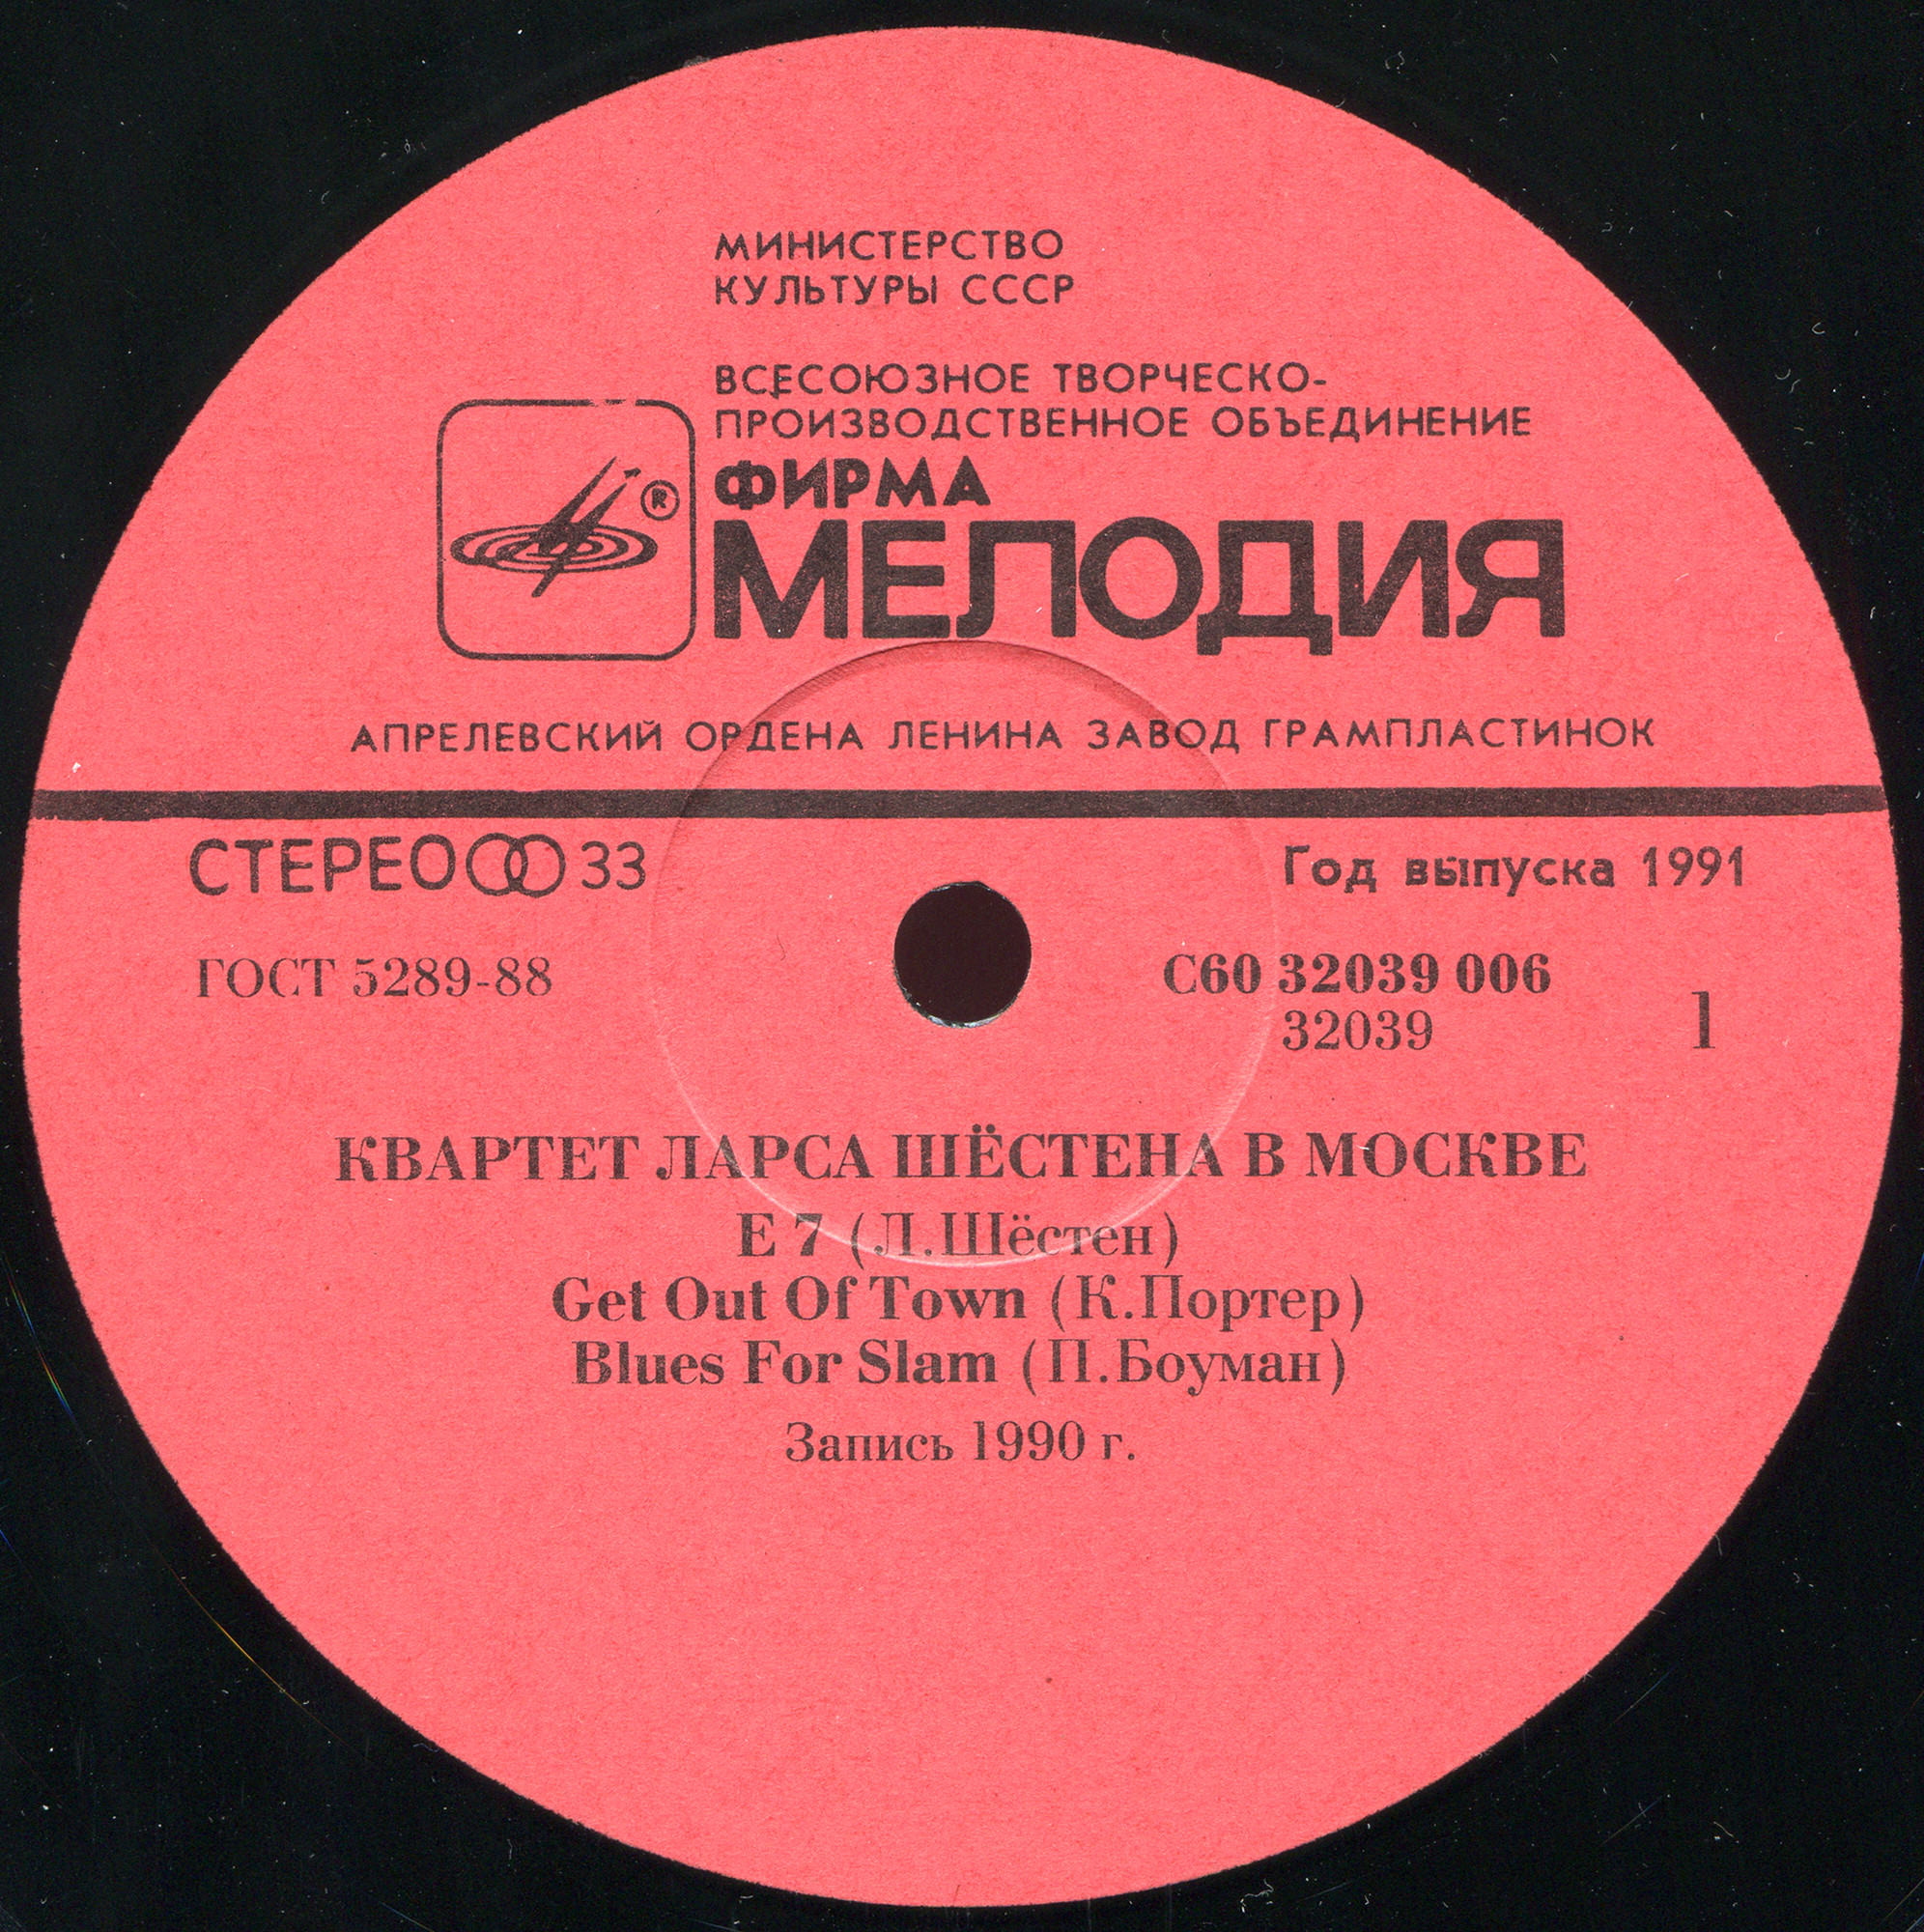 МИНИСТЕРСТВО
КУЛЬТУРЫ СССР
ВСЕСОЮЗНОЕ ТВОРЧЕСКО-
ПРОИЗВОДСТВЕННОЕ ОБЪЕДИНЕНИЕ
®
ФИРМА
МЕЛОДИЯ
АПРЕЛЕВСКИЙ ОРДЕНА ЛЕНИНА ЗАВОД ГРАМПЛАСТИНОК
СТЕРЕО 33
Год выпуска 1991
ГОСТ 5289-88
С60 32039 006
32039
1
КВАРТЕТ ЛАРСА ШЁСТЕНА В МОСКВЕ
E 7 (Л.Шёстен)
Get Out Of Town (К.Портер)
Blues For Slam (П.Боуман)
Запись 1990 г.